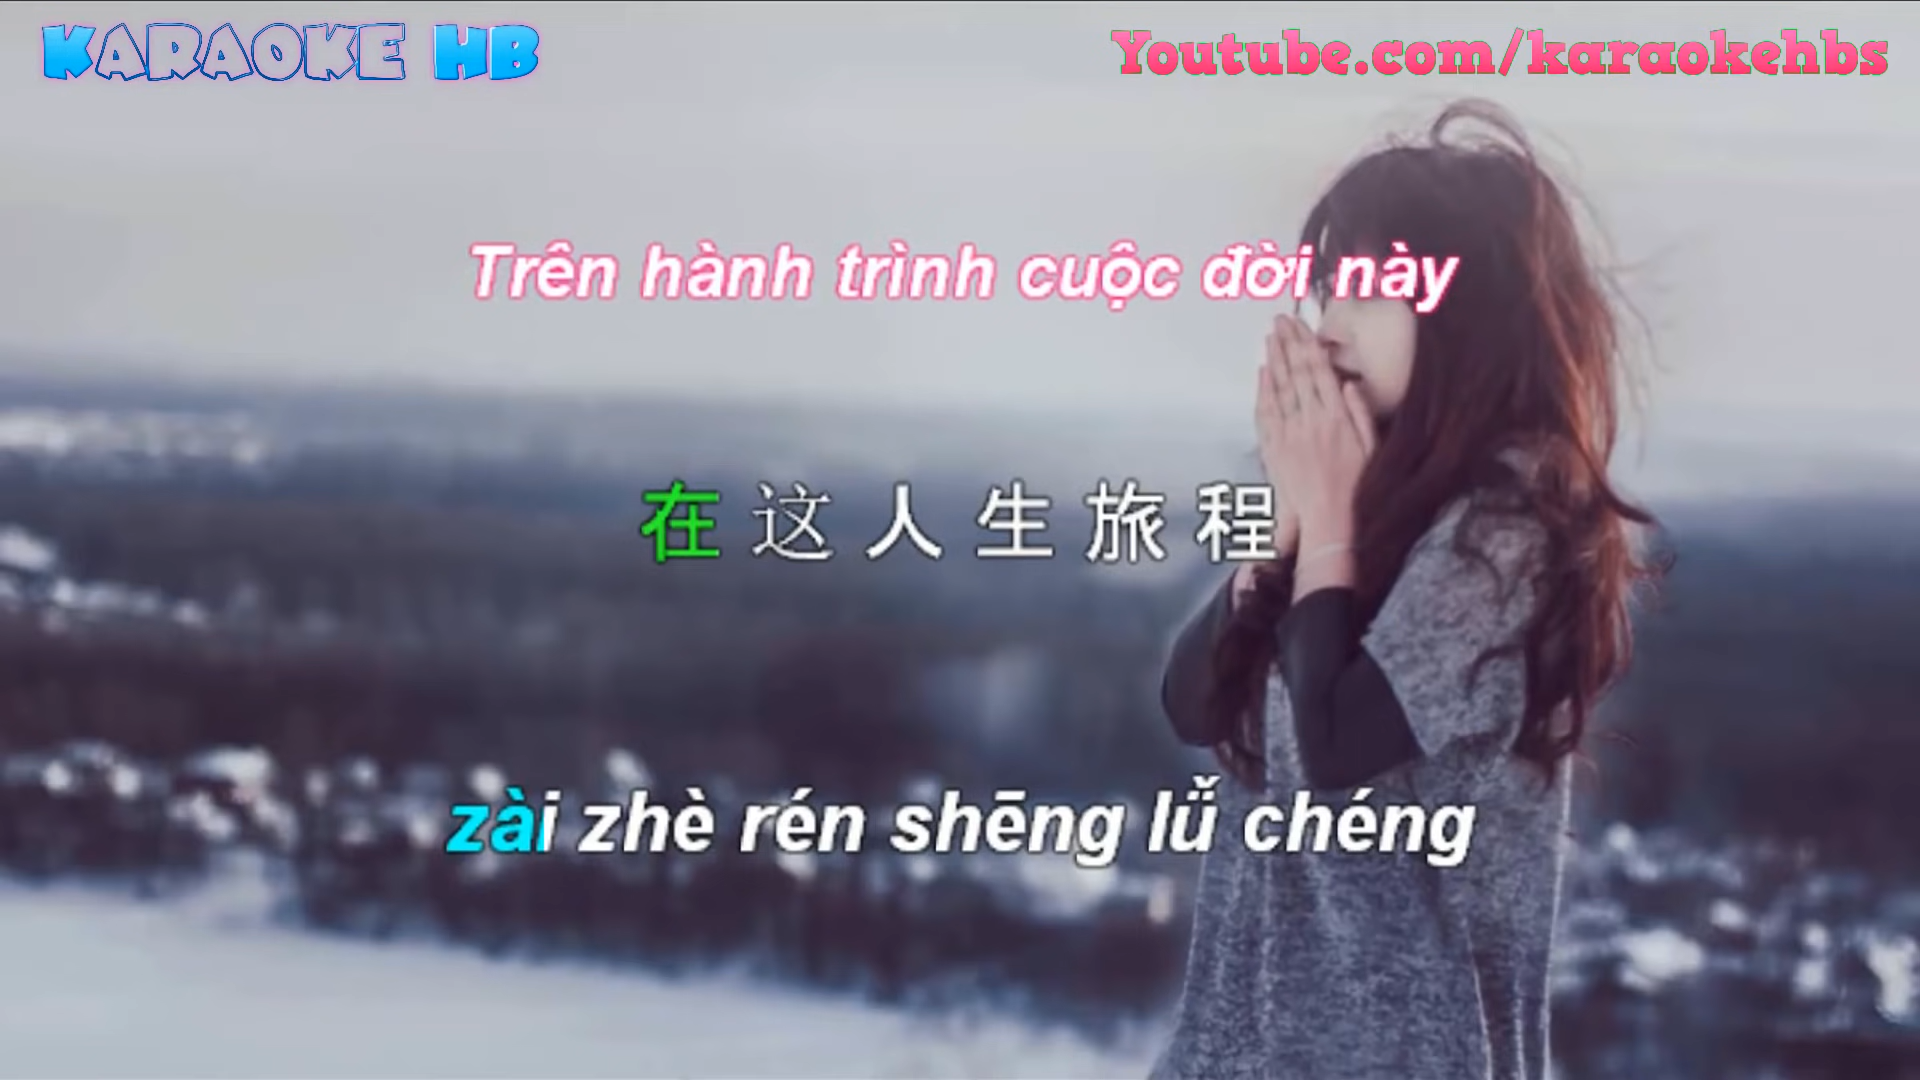 KARAOKE HB
Youtube.com/karaokehbs
Trên hành trình cuộc đời này
在这人生旅程
zài zhè rén shēng lǚ chéng